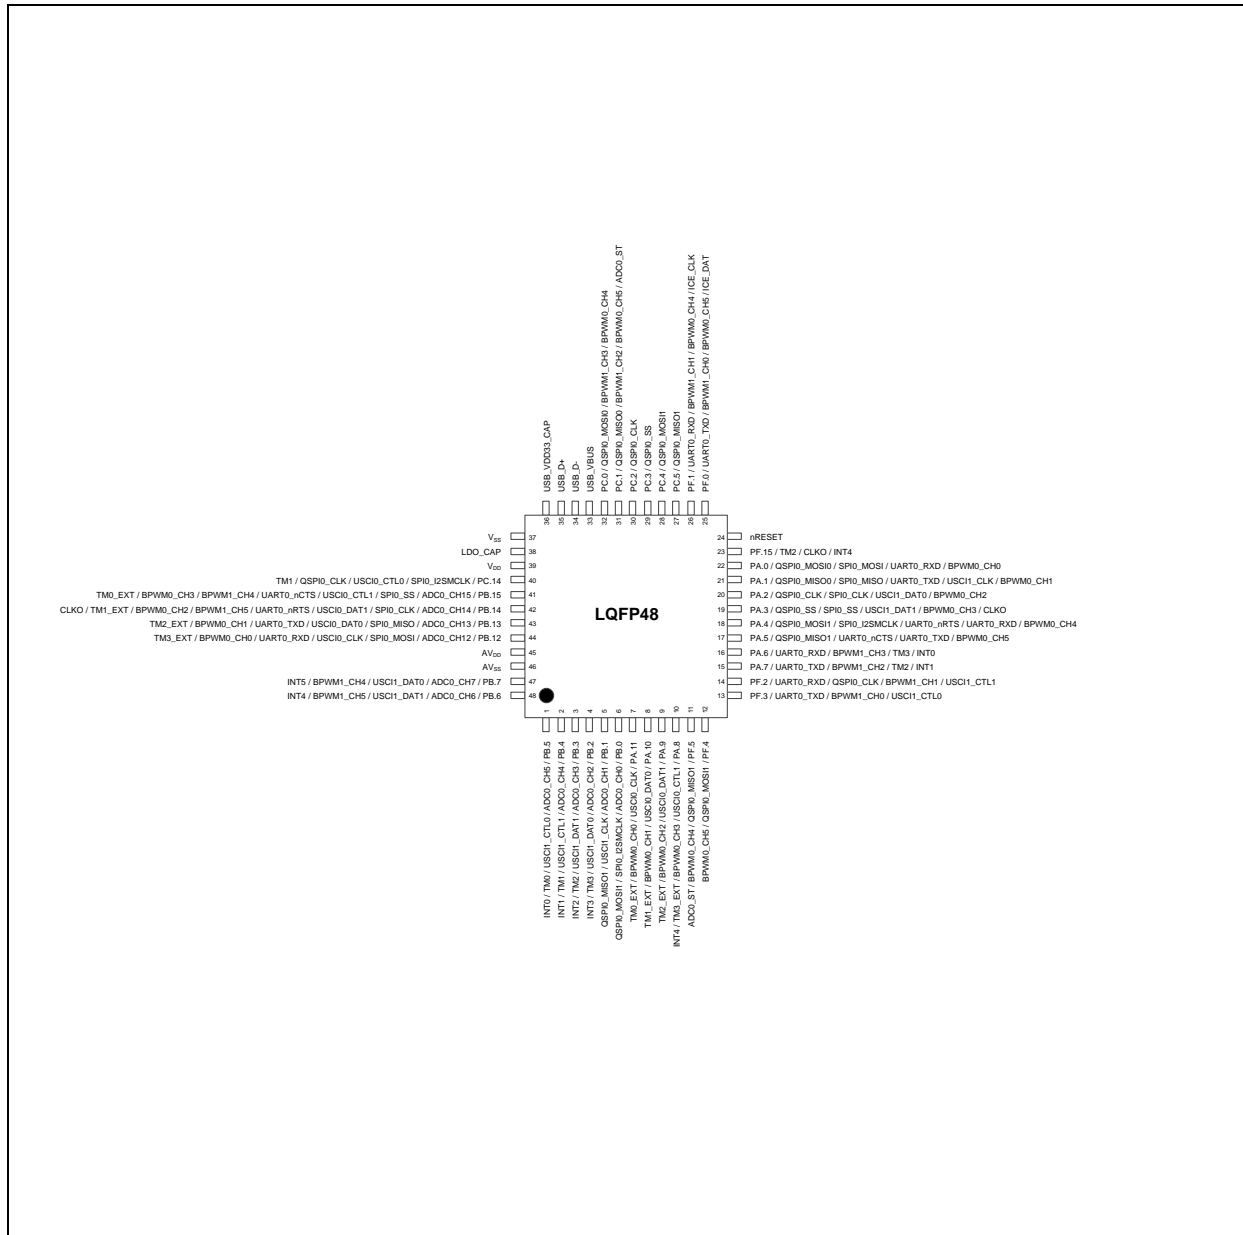 USB_VDD33_CAP
USB_D+
USB_D-
USB_VBUS
PC.0 / QSPI0_MOSI0 / BPWM1_CH3 / BPWM0_CH4
PC.1 / QSPI0_MISO0 / BPWM1_CH2 / BPWM0_CH5 / ADC0_ST
PC.2 / QSPI0_CLK
PC.3 / QSPI0_SS
PC.4 / QSPI0_MOSI1
PC.5 / QSPI0_MISO1
PF.1 / UART0_RXD / BPWM1_CH1 / BPWM0_CH4 / ICE_CLK
PF.0 / UART0_TXD / BPWM1_CH0 / BPWM0_CH5 / ICE_DAT
36 35 34 33 32 31 30 29 28 27 26 25
VSS 37
LDO_CAP 38
VDD 39
TM1 / QSPI0_CLK / USCI0_CTL0 / SPI0_I2SMCLK / PC.14 40
TM0_EXT / BPWM0_CH3 / BPWM1_CH4 / UART0_nCTS / USCI0_CTL1 / SPI0_SS / ADC0_CH15 / PB.15 41
CLKO / TM1_EXT / BPWM0_CH2 / BPWM1_CH5 / UART0_nRTS / USCI0_DAT1 / SPI0_CLK / ADC0_CH14 / PB.14 42
TM2_EXT / BPWM0_CH1 / UART0_TXD / USCI0_DAT0 / SPI0_MISO / ADC0_CH13 / PB.13 43
TM3_EXT / BPWM0_CH0 / UART0_RXD / USCI0_CLK / SPI0_MOSI / ADC0_CH12 / PB.12 44
AVDD 45
AVSS 46
INT5 / BPWM1_CH4 / USCI1_DAT0 / ADC0_CH7 / PB.7 47
INT4 / BPWM1_CH5 / USCI1_DAT1 / ADC0_CH6 / PB.6 48
LQFP48
24 nRESET
23 PF.15 / TM2 / CLKO / INT4
22 PA.0 / QSPI0_MOSI0 / SPI0_MOSI / UART0_RXD / BPWM0_CH0
21 PA.1 / QSPI0_MISO0 / SPI0_MISO / UART0_TXD / USCI1_CLK / BPWM0_CH1
20 PA.2 / QSPI0_CLK / SPI0_CLK / USCI1_DAT0 / BPWM0_CH2
19 PA.3 / QSPI0_SS / SPI0_SS / USCI1_DAT1 / BPWM0_CH3 / CLKO
18 PA.4 / QSPI0_MOSI1 / SPI0_I2SMCLK / UART0_nRTS / UART0_RXD / BPWM0_CH4
17 PA.5 / QSPI0_MISO1 / UART0_nCTS / UART0_TXD / BPWM0_CH5
16 PA.6 / UART0_RXD / BPWM1_CH3 / TM3 / INT0
15 PA.7 / UART0_TXD / BPWM1_CH2 / TM2 / INT1
14 PF.2 / UART0_RXD / QSPI0_CLK / BPWM1_CH1 / USCI1_CTL1
13 PF.3 / UART0_TXD / BPWM1_CH0 / USCI1_CTL0
1 2 3 4 5 6 7 8 9 10 11 12
INT0 / TM0 / USCI1_CTL0 / ADC0_CH5 / PB.5
INT1 / TM1 / USCI1_CTL1 / ADC0_CH4 / PB.4
INT2 / TM2 / USCI1_DAT1 / ADC0_CH3 / PB.3
INT3 / TM3 / USCI1_DAT0 / ADC0_CH2 / PB.2
QSPI0_MISO1 / USCI1_CLK / ADC0_CH1 / PB.1
QSPI0_MOSI1 / SPI0_I2SMCLK / ADC0_CH0 / PB.0
TM0_EXT / BPWM0_CH0 / USCI0_CLK / PA.11
TM1_EXT / BPWM0_CH1 / USCI0_DAT0 / PA.10
TM2_EXT / BPWM0_CH2 / USCI0_DAT1 / PA.9
INT4 / TM3_EXT / BPWM0_CH3 / USCI0_CTL1 / PA.8
ADC0_ST / BPWM0_CH4 / QSPI0_MISO1 / PF.5
BPWM0_CH5 / QSPI0_MOSI1 / PF.4